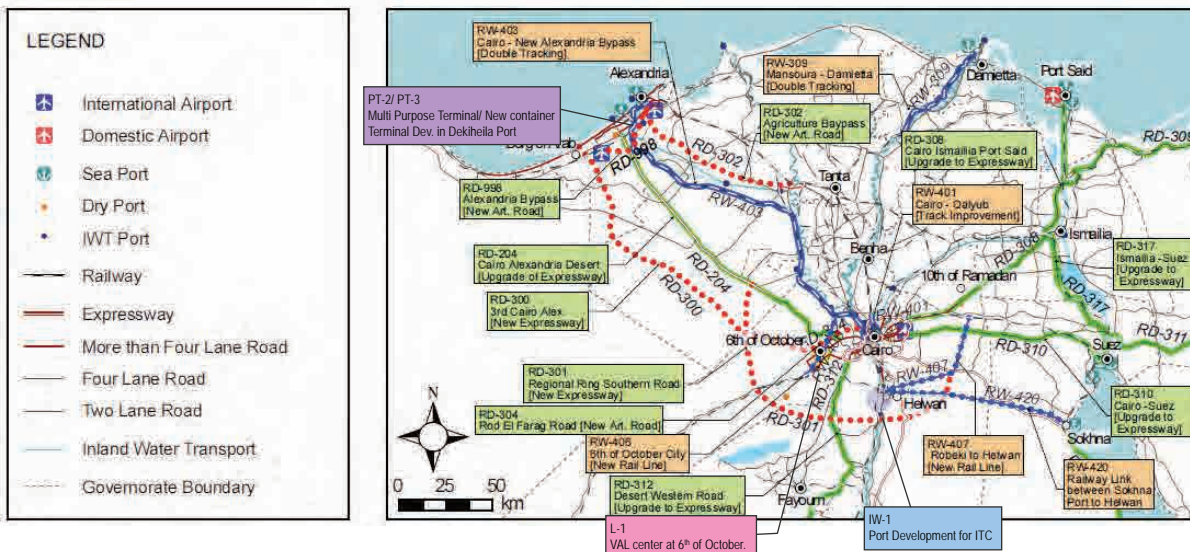 LEGEND
International Airport
Domestic Airport
Sea Port
Dry Port
IWT Port
Railway
Expressway
More than Four Lane Road
Four Lane Road
Two Lane Road
Inland Water Transport
Governorate Boundary
RW-403
Cairo - New Alexandria Bypass
[Double Tracking]
Alexandria
PT-2/ PT-3
Multi Purpose Terminal/ New container
Terminal Dev. in Dekiheila Port
RW-309
Mansoura - Damietta
[Double Tracking]
RW-309
Damietta
Port Said
RD-302
Agriculture Baypass
[New Art. Road]
RD-308
Cairo Ismailia Port Said
[Upgrade to Expressway]
RD-998
RD-302
RD-309
Tanta
RD-998
Alexandria Bypass
[New Art. Road]
RW-403
RW-401
Cairo - Qalyub
[Track Improvement]
Benha
RD-308
Ismailia
RD-317
Ismailia - Suez
[Upgrade to
Expressway]
RD-204
Cairo Alexandria Desert
[Upgrade of Expressway]
RD-204
10th of Ramadan
RD-317
RD-300
RD-300
3rd Cairo Alex.
[New Expressway]
RW-401
6th of October
Cairo
RD-310
RD-311
Suez
RD-301
Regional Ring Southern Road
[New Expressway]
RD-312
RW-407
RW-420
Helwan
RD-310
Cairo -Suez
[Upgrade to
Expressway]
RD-304
Rod El Farag Road [New Art. Road]
RD-301
Sokhna
RW-406
6th of October City
[New Rail Line]
RW-407
Robeki to Helwan
[New Rail Line]
RW-420
Railway Link
between Sokhna
Port to Helwan
N
0 25 50
km
RD-312
Desert Western Road
[Upgrade to Expressway]
Fayoum
L-1
VAL center at 6th of October.
IW-1
Port Development for ITC